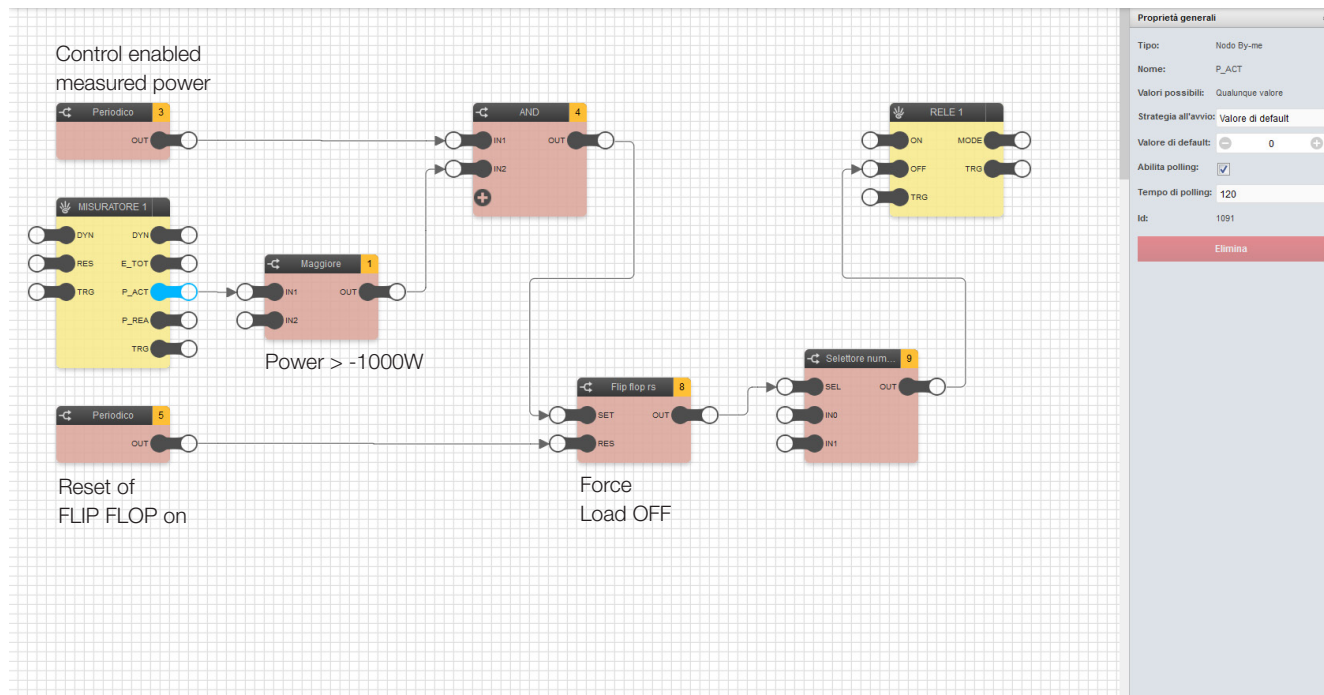 Control enabled
measured power
Periodico 3
OUT
MISURATORE 1
DYN DYN
RES E_TOT
TRG P_ACT
P_REA
TRG
Maggiore 1
IN1 OUT
IN2
Power > -1000W
Periodico 5
OUT
Reset of
FLIP FLOP on
AND 4
IN1 OUT
IN2
Flip flop rs 8
SET OUT
RES
Force
Load OFF
Selettore num... 9
SEL OUT
IN0
IN1
RELE 1
ON MODE
OFF TRG
TRG
Proprietà generali
Tipo: Nodo By-me
Nome: P_ACT
Valori possibili: Qualunque valore
Strategia all'avvio: Valore di default
Valore di default: 0
Abilita polling:
Tempo di polling: 120
Id: 1091
Elimina